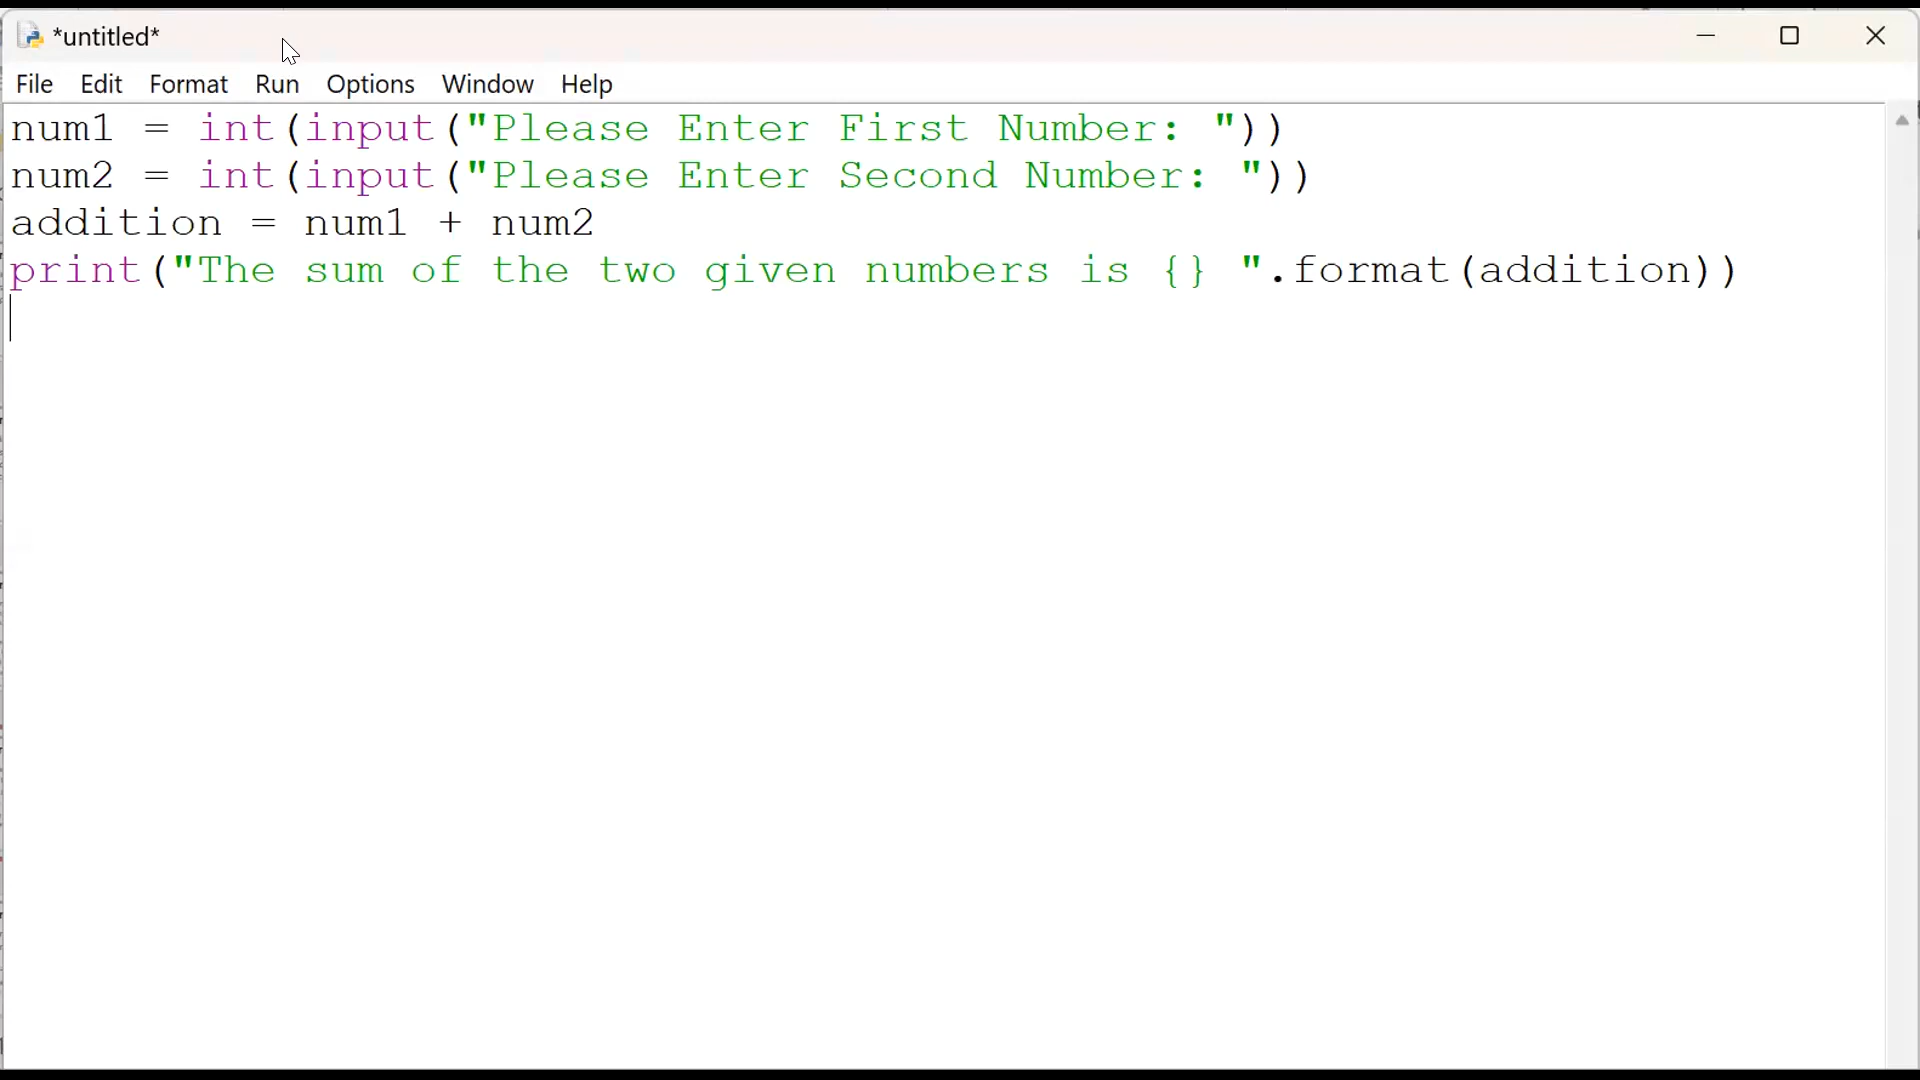 *untitled*
File Edit Format Run Options Window Help
num1 = int(input("Please Enter First Number: "))
num2 = int(input("Please Enter Second Number: "))
addition = num1 + num2
print("The sum of the two given numbers is {} ".format(addition))